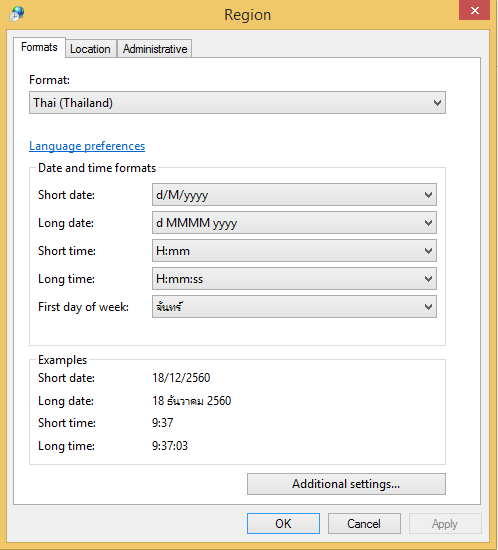 Region
Formats Location Administrative
Format:
Thai (Thailand)
Language preferences
Date and time formats
Short date: d/M/yyyy
Long date: d MMMM yyyy
Short time: H:mm
Long time: H:mm:ss
First day of week: จันทร์
Examples
Short date: 18/12/2560
Long date: 18 ธันวาคม 2560
Short time: 9:37
Long time: 9:37:03
Additional settings...
OK Cancel Apply